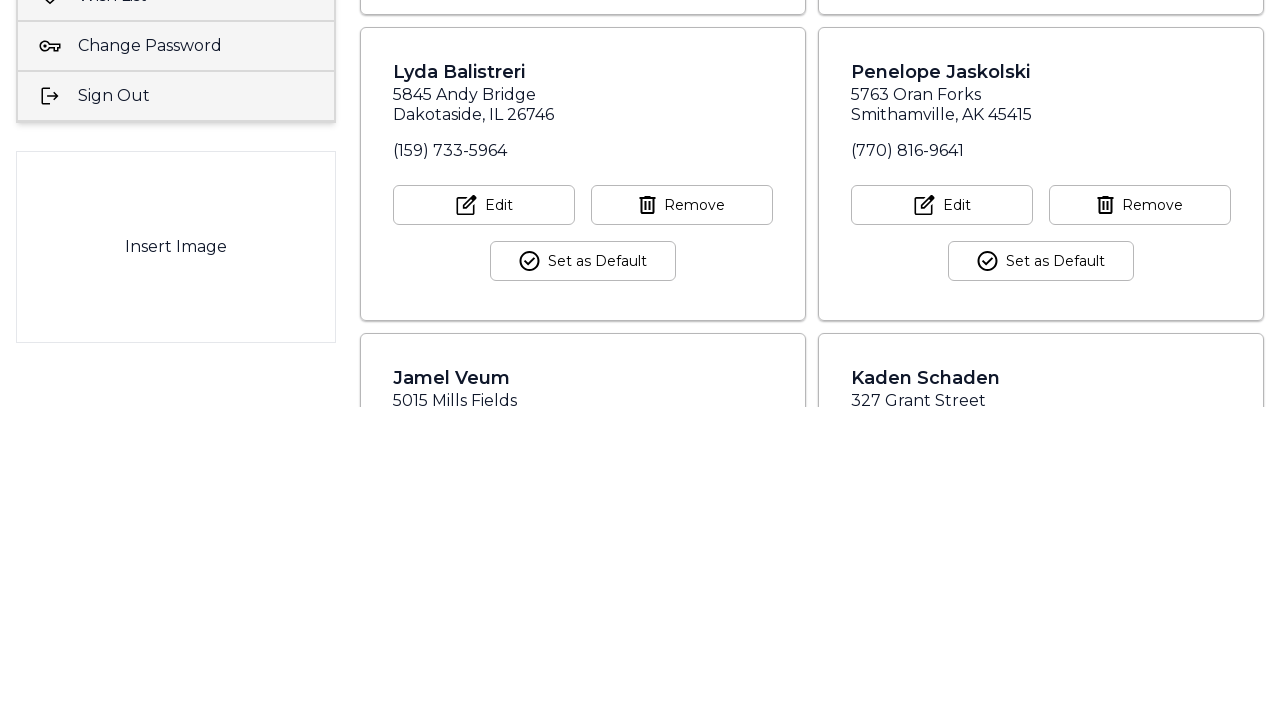 Wish List
Change Password
Sign Out
Insert Image
Lyda Balistreri
5845 Andy Bridge
Dakotaside, IL 26746
(159) 733-5964
Edit
Remove
Set as Default
Penelope Jaskolski
5763 Oran Forks
Smithamville, AK 45415
(770) 816-9641
Edit
Remove
Set as Default
Jamel Veum
5015 Mills Fields
Kaden Schaden
327 Grant Street